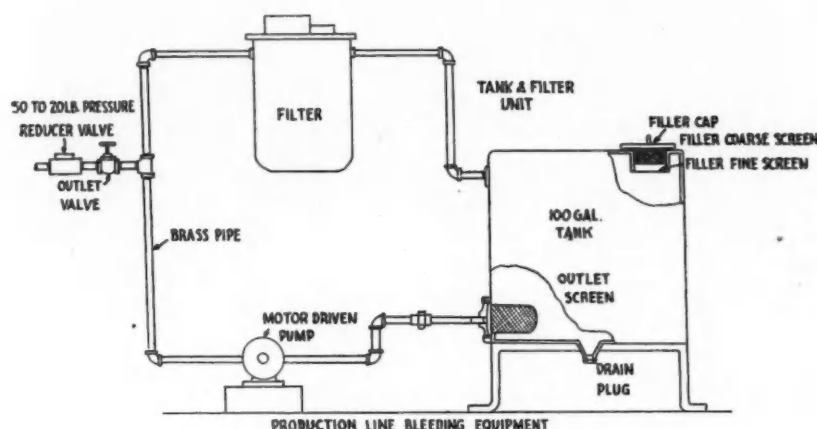 50 TO 20LB. PRESSURE
REDUCER VALVE
OUTLET
VALVE
FILTER
TANK & FILTER
UNIT
FILLER CAP
FILLER COARSE SCREEN
FILLER FINE SCREEN
100 GAL.
TANK
BRASS PIPE
OUTLET
SCREEN
MOTOR DRIVEN
PUMP
DRAIN
PLUG
PRODUCTION LINE BLEEDING EQUIPMENT